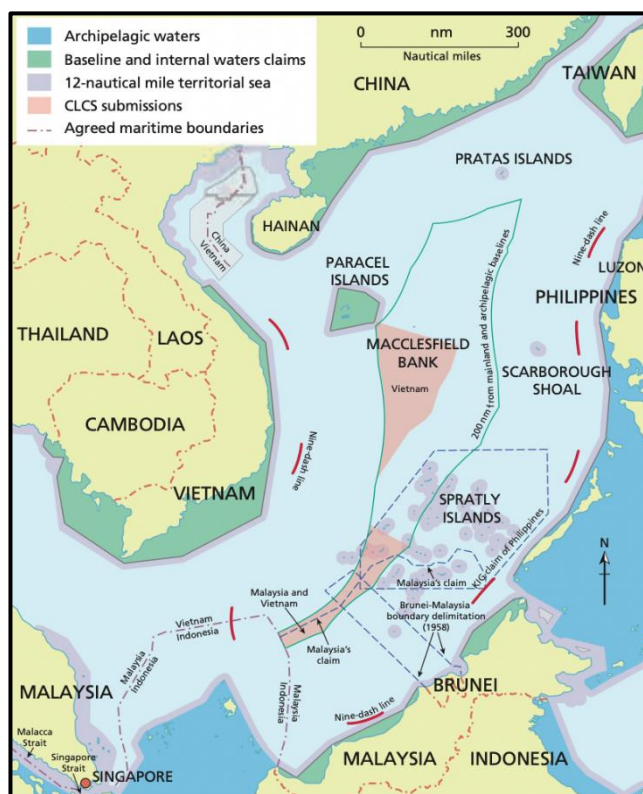 Archipelagic waters
Baseline and internal waters claims
12-nautical mile territorial sea
CLCS submissions
Agreed maritime boundaries
0 300
Nautical miles
CHINA
TAIWAN
PRATAS ISLANDS
HAINAN
China
Vietnam
PARACEL
ISLANDS
Nine-dash line
LUZON
PHILIPPINES
THAILAND
LAOS
MACCLESFIELD
BANK
Vietnam
200 nm from mainland and archipelagic baselines
SCARBOROUGH
SHOAL
CAMBODIA
Nine-dash line
VIETNAM
SPRATLY
ISLANDS
KIG claim of Philippines
N
Malaysia's claim
Malaysia and
Vietnam
Brunei-Malaysia
boundary delimitation
(1958)
Vietnam
Indonesia
Malaysia's
claim
Malaysia
Indonesia
Malaysia
Indonesia
MALAYSIA
BRUNEI
Nine-dash line
Malacca
Strait
Singapore
Strait
SINGAPORE
MALAYSIA
INDONESIA